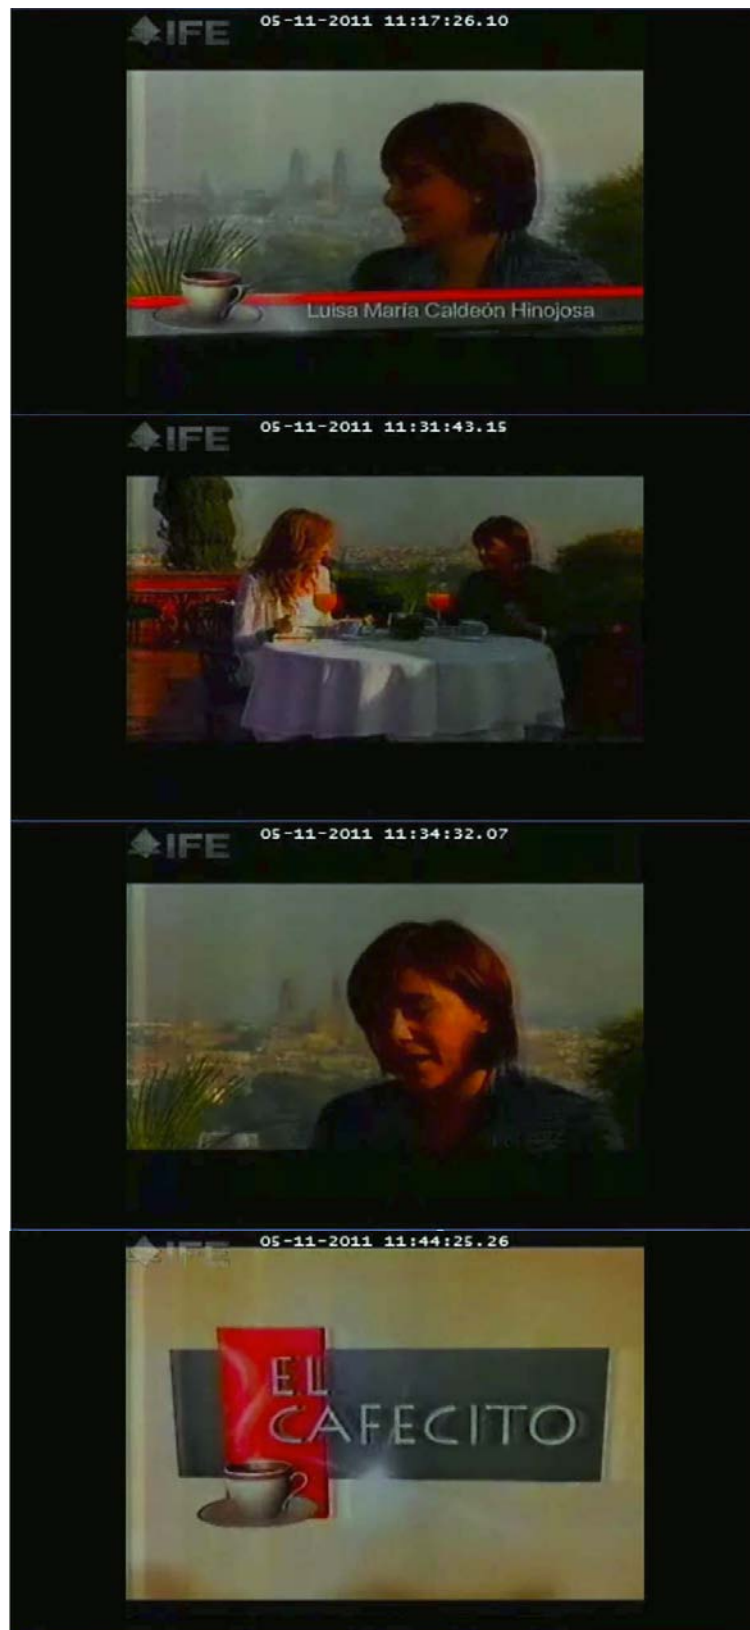 IFE
05-11-2011 11:17:26.10
Luisa María Caldeón Hinojosa
IFE
05-11-2011 11:31:43.15
IFE
05-11-2011 11:34:32.07
IFE
05-11-2011 11:44:25.26
EL
CAFECITO